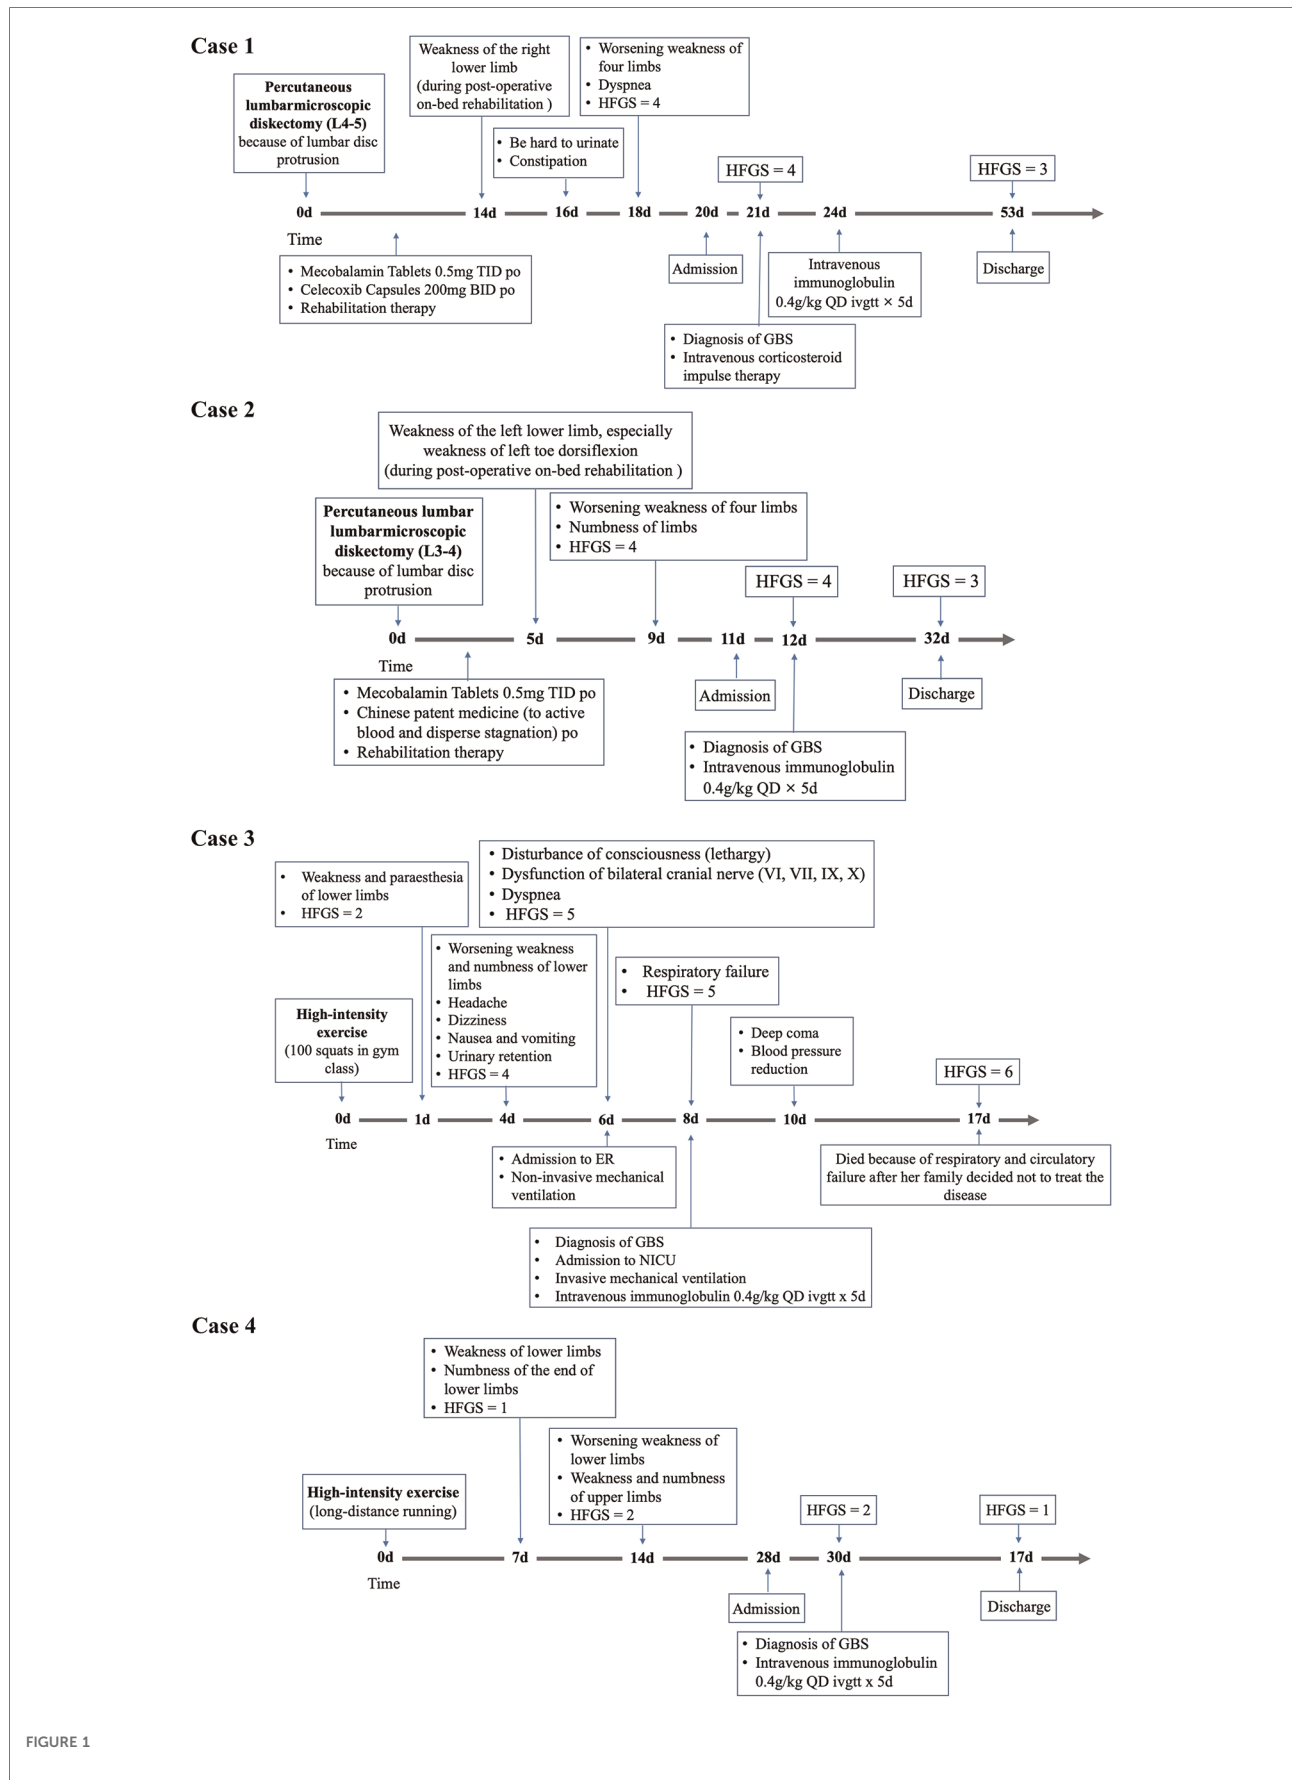 Case 1
Percutaneous
lumbarmicroscopic
diskectomy (L4-5)
because of lumbar disc
protrusion
Weakness of the right
lower limb
(during post-operative
on-bed rehabilitation )
• Be hard to urinate
• Constipation
• Worsening weakness of
four limbs
• Dyspnea
• HFGS = 4
HFGS = 4
HFGS = 3
0d 14d 16d 18d 20d 21d 24d 53d
Time
• Mecobalamin Tablets 0.5mg TID po
• Celecoxib Capsules 200mg BID po
• Rehabilitation therapy
Admission
• Diagnosis of GBS
• Intravenous corticosteroid
impulse therapy
Intravenous
immunoglobulin
0.4g/kg QD ivgtt × 5d
Discharge
Case 2
Percutaneous lumbar
lumbarmicroscopic
diskectomy (L3-4)
because of lumbar disc
protrusion
Weakness of the left lower limb, especially
weakness of left toe dorsiflexion
(during post-operative on-bed rehabilitation )
• Worsening weakness of four limbs
• Numbness of limbs
• HFGS = 4
HFGS = 4
HFGS = 3
0d 5d 9d 11d 12d 32d
Time
• Mecobalamin Tablets 0.5mg TID po
• Chinese patent medicine (to active
blood and disperse stagnation) po
• Rehabilitation therapy
Admission
• Diagnosis of GBS
• Intravenous immunoglobulin
0.4g/kg QD × 5d
Discharge
Case 3
High-intensity
exercise
(100 squats in gym
class)
• Weakness and paraesthesia
of lower limbs
• HFGS = 2
• Worsening weakness
and numbness of lower
limbs
• Headache
• Dizziness
• Nausea and vomiting
• Urinary retention
• HFGS = 4
• Disturbance of consciousness (lethargy)
• Dysfunction of bilateral cranial nerve (VI, VII, IX, X)
• Dyspnea
• HFGS = 5
• Respiratory failure
• HFGS = 5
• Deep coma
• Blood pressure
reduction
HFGS = 6
0d 1d 4d 6d 8d 10d 17d
Time
• Admission to ER
• Non-invasive mechanical
ventilation
• Diagnosis of GBS
• Admission to NICU
• Invasive mechanical ventilation
• Intravenous immunoglobulin 0.4g/kg QD ivgtt x 5d
Died because of respiratory and circulatory
failure after her family decided not to treat the
disease
Case 4
High-intensity exercise
(long-distance running)
• Weakness of lower limbs
• Numbness of the end of
lower limbs
• HFGS = 1
• Worsening weakness of
lower limbs
• Weakness and numbness
of upper limbs
• HFGS = 2
HFGS = 2
HFGS = 1
0d 7d 14d 28d 30d 17d
Time
Admission
• Diagnosis of GBS
• Intravenous immunoglobulin
0.4g/kg QD ivgtt x 5d
Discharge
FIGURE 1